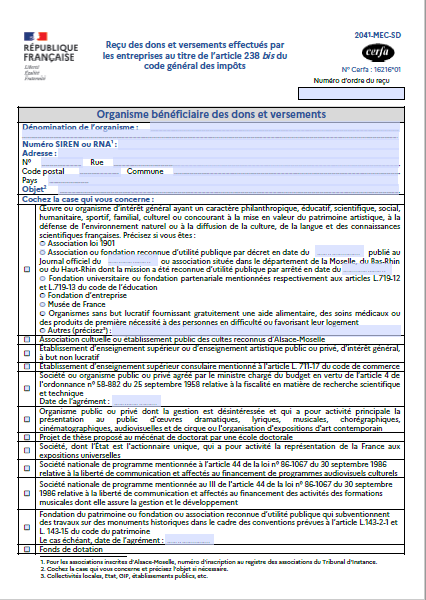 RÉPUBLIQUE
FRANÇAISE
Liberté
Égalité
Fraternité
Reçu des dons et versements effectués par
les entreprises au titre de l'article 238 bis du
code général des impôts
2041-MEC-SD
cerfa
N° Cerfa : 16216*01
Numéro d'ordre du reçu
Organisme bénéficiaire des dons et versements
Dénomination de l'organisme :
Numéro SIREN ou RNA¹ :
Adresse :
N° Rue
Code postal Commune
Pays
Objet²
Cochez la case qui vous concerne :
Œuvre ou organisme d'intérêt général ayant un caractère philanthropique, éducatif, scientifique, social,
humanitaire, sportif, familial, culturel ou concourant à la mise en valeur du patrimoine artistique, à la
défense de l'environnement naturel ou à la diffusion de la culture, de la langue et des connaissances
scientifiques françaises. Précisez si vous êtes :
Association loi 1901
Association ou fondation reconnue d'utilité publique par décret en date du publié au
Journal officiel du ou association située dans le département de la Moselle, du Bas-Rhin
ou du Haut-Rhin dont la mission a été reconnue d'utilité publique par arrêté en date du
Fondation universitaire ou fondation partenariale mentionnées respectivement aux articles L.719-12
et L.719-13 du code de l'éducation
Fondation d'entreprise
Musée de France
Organismes sans but lucratif fournissant gratuitement une aide alimentaire, des soins médicaux ou
des produits de première nécessité à des personnes en difficulté ou favorisant leur logement
Autres (précisez³) :
Association cultuelle ou établissement public des cultes reconnus d'Alsace-Moselle
Établissement d'enseignement supérieur ou d'enseignement artistique public ou privé, d'intérêt général,
à but non lucratif
Établissement d'enseignement supérieur consulaire mentionné à l'article L. 711-17 du code de commerce
Organisme public ou privé agréé par le ministre chargé du budget en vertu de l'article 4 de
l'ordonnance n° 58-882 du 25 septembre 1958 relative à la fiscalité en matière de recherche scientifique
et technique
Date de l'agrément :
Organisme public ou privé dont la gestion est désintéressée et qui a pour activité principale la
présentation au public d'œuvres dramatiques, lyriques, musicales, chorégraphiques,
cinématographiques, audiovisuelles et de cirque ou l'organisation d'expositions d'art contemporain
Projet de thèse proposé au mécénat de doctorat par une école doctorale
Société, dont l'État est l'actionnaire unique, qui a pour activité la représentation de la France aux
expositions universelles
Société nationale de programme mentionnée à l'article 44 de la loi n° 86-1067 du 30 septembre 1986
relative à la liberté de communication et affectés au financement de programmes audiovisuels culturels
Société nationale de programme mentionnée au III de l'article 44 de la loi n° 86-1067 du 30 septembre
1986 relative à la liberté de communication et affectés au financement des activités des formations
musicales dont elle assure la gestion et le développement
Fondation du patrimoine ou fondation ou association reconnue d'utilité publique qui subventionnent
des travaux sur des monuments historiques dans le cadre des conventions prévues à l'article L.143-2-1 et
L. 143-15 du code du patrimoine
Le cas échéant, date de l'agrément :
Fonds de dotation
1. Pour les associations inscrites d'Alsace-Moselle, numéro d'inscription au registre des associations du Tribunal d'Instance.
2. Cochez la case qui vous concerne et précisez l'objet si nécessaire.
3. Collectivités locales, Etat, GIP, établissements publics, etc.